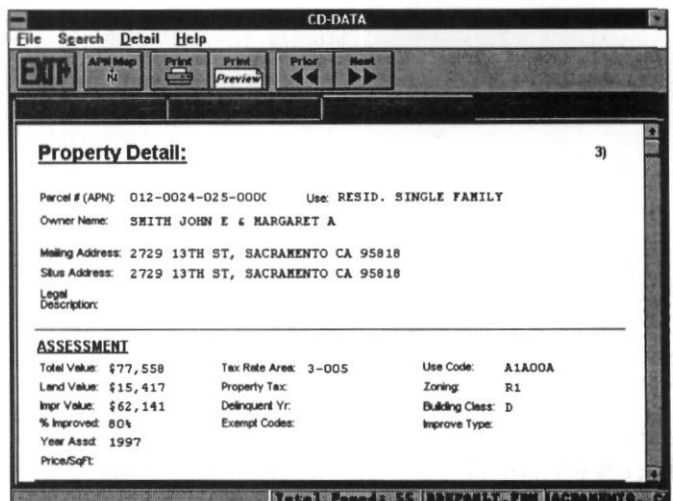 CD-DATA
File Search Detail Help
EXIT APN Map Print Print Preview Prior Next
Property Detail: 3)
Parcel # (APN): 012-0024-025-000C Use: RESID. SINGLE FAMILY
Owner Name: SMITH JOHN E & MARGARET A
Mailing Address: 2729 13TH ST, SACRAMENTO CA 95818
Situs Address: 2729 13TH ST, SACRAMENTO CA 95818
Legal
Description:
ASSESSMENT
Total Value: $77,558 Tax Rate Area: 3-005 Use Code: A1A00A
Land Value: $15,417 Property Tax: Zoning: R1
Impr Value: $62,141 Delinquent Yr: Building Class: D
% Improved: 80% Exempt Codes: Improve Type:
Year Assd: 1997
Price/SqFt:
Total Found: 55